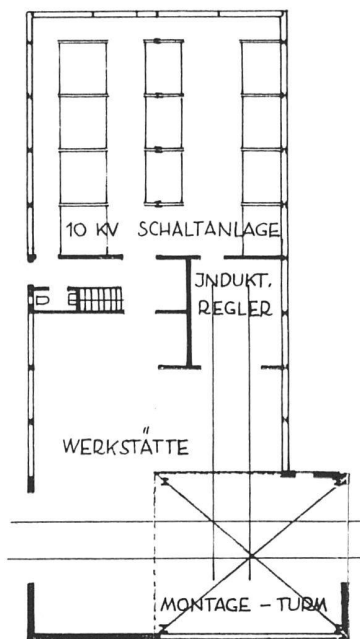 10 KV SCHALTANLAGE
JNDUKT.
REGLER
WERKSTÄTTE
MONTAGE - TURM